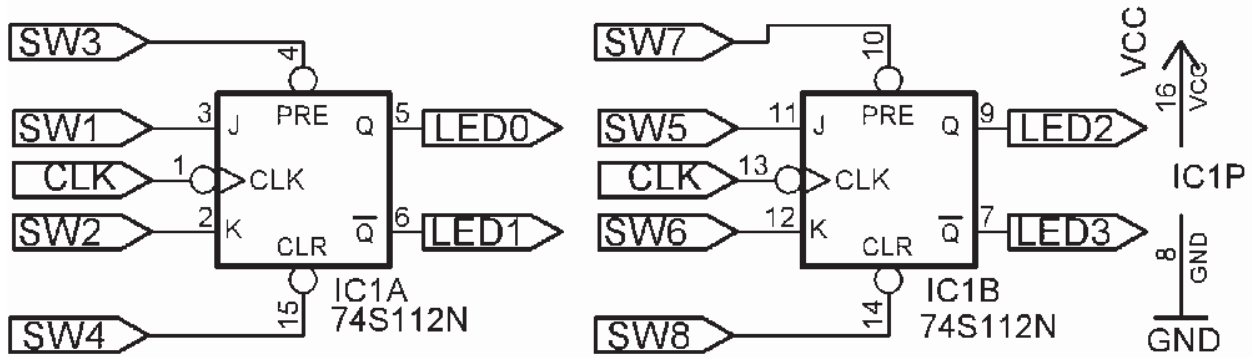 SW3
4
PRE
SW1
3
J
Q
5
LED0
CLK
1
CLK
SW2
2
K
Q
6
LED1
CLR
15
SW4
IC1A
74S112N
SW7
10
PRE
SW5
11
J
Q
9
LED2
CLK
13
CLK
SW6
12
K
Q
7
LED3
CLR
14
SW8
IC1B
74S112N
VCC
16
VCC
IC1P
8
GND
GND